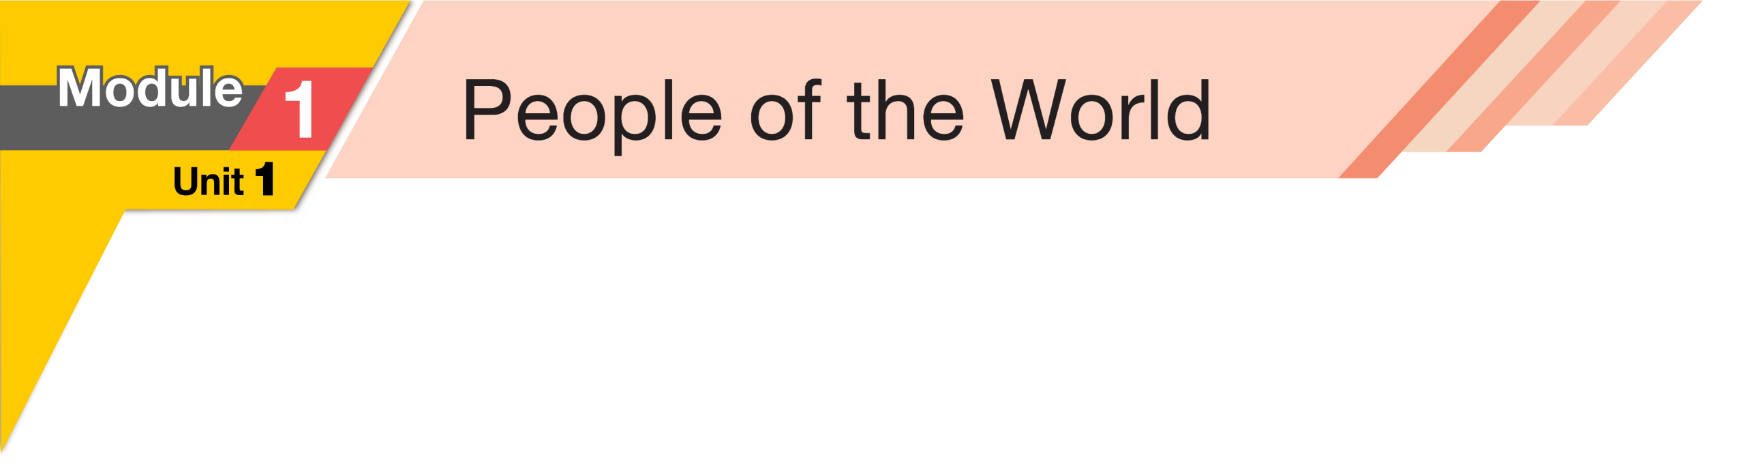 Module 1
Unit 1
People of the World